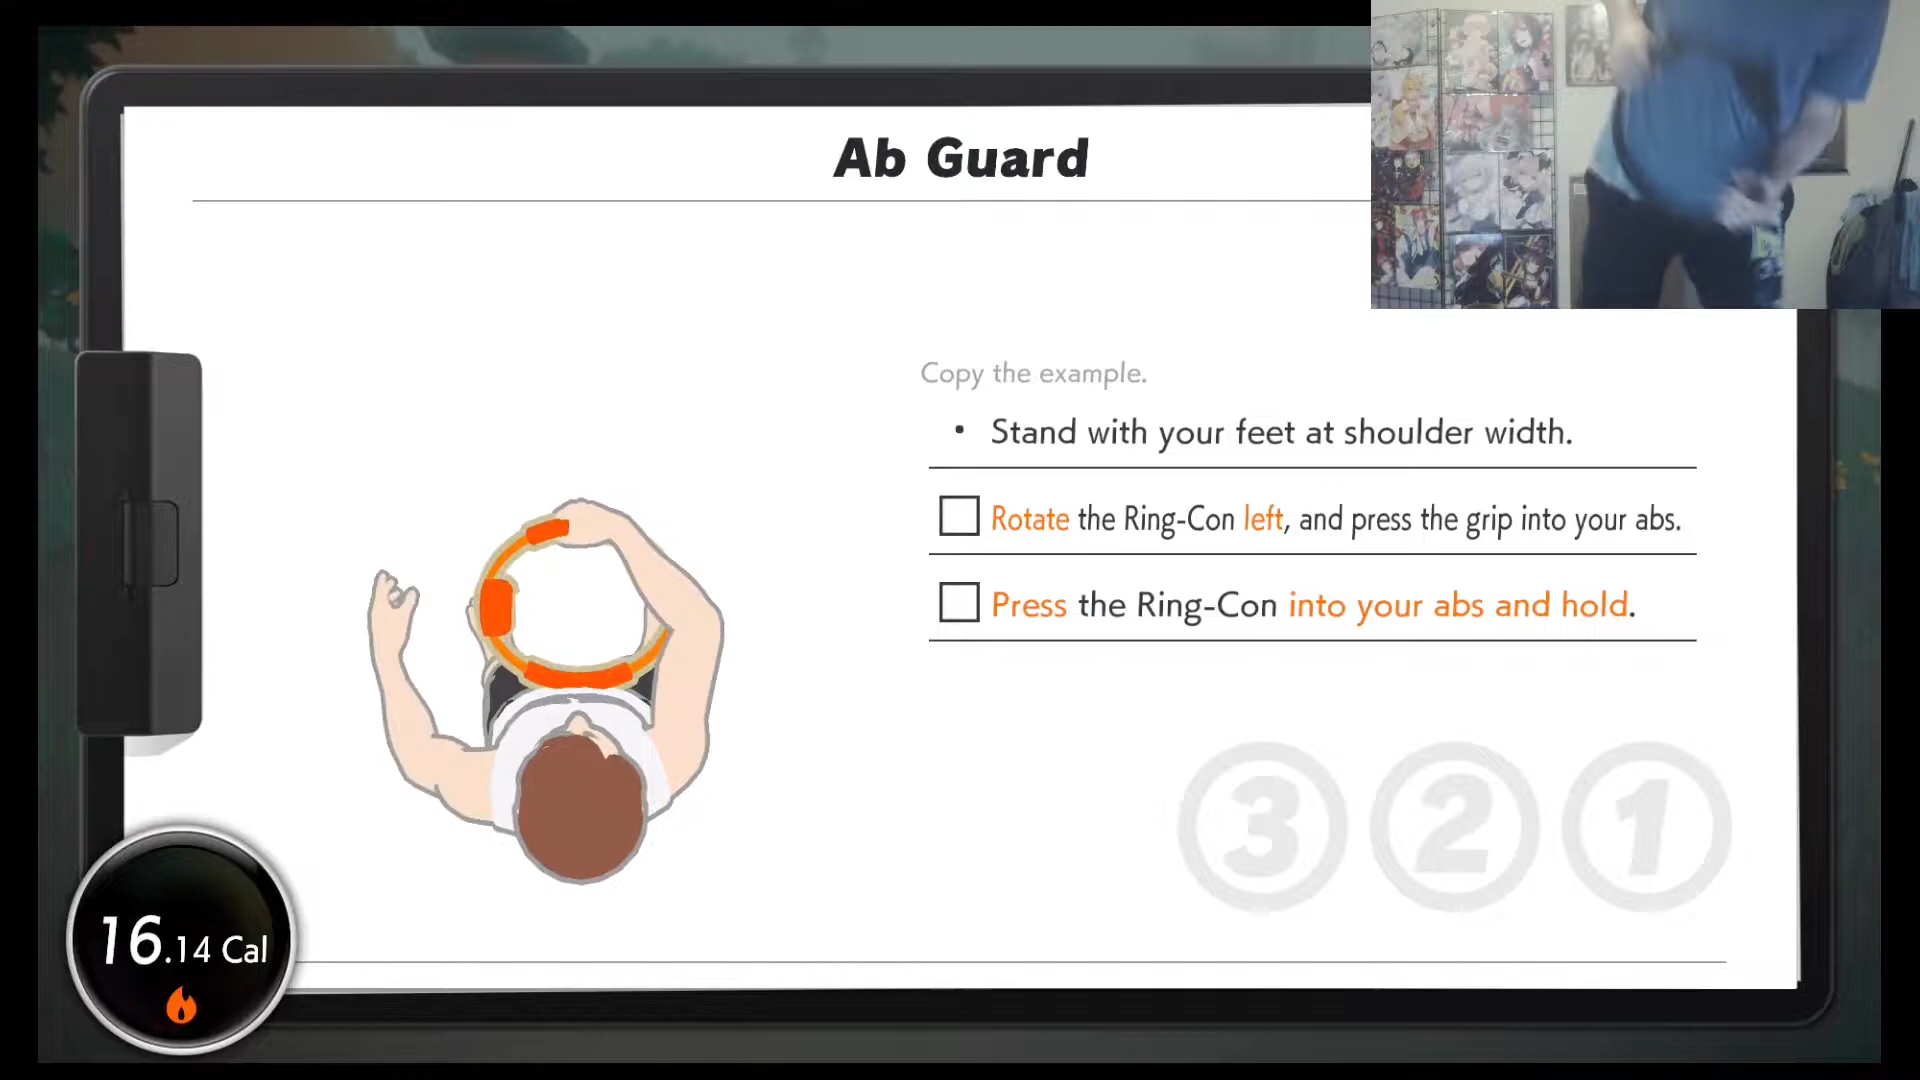 Ab Guard
Copy the example.
• Stand with your feet at shoulder width.
Rotate the Ring-Con left, and press the grip into your abs.
Press the Ring-Con into your abs and hold.
3 2 1
16.14 Cal